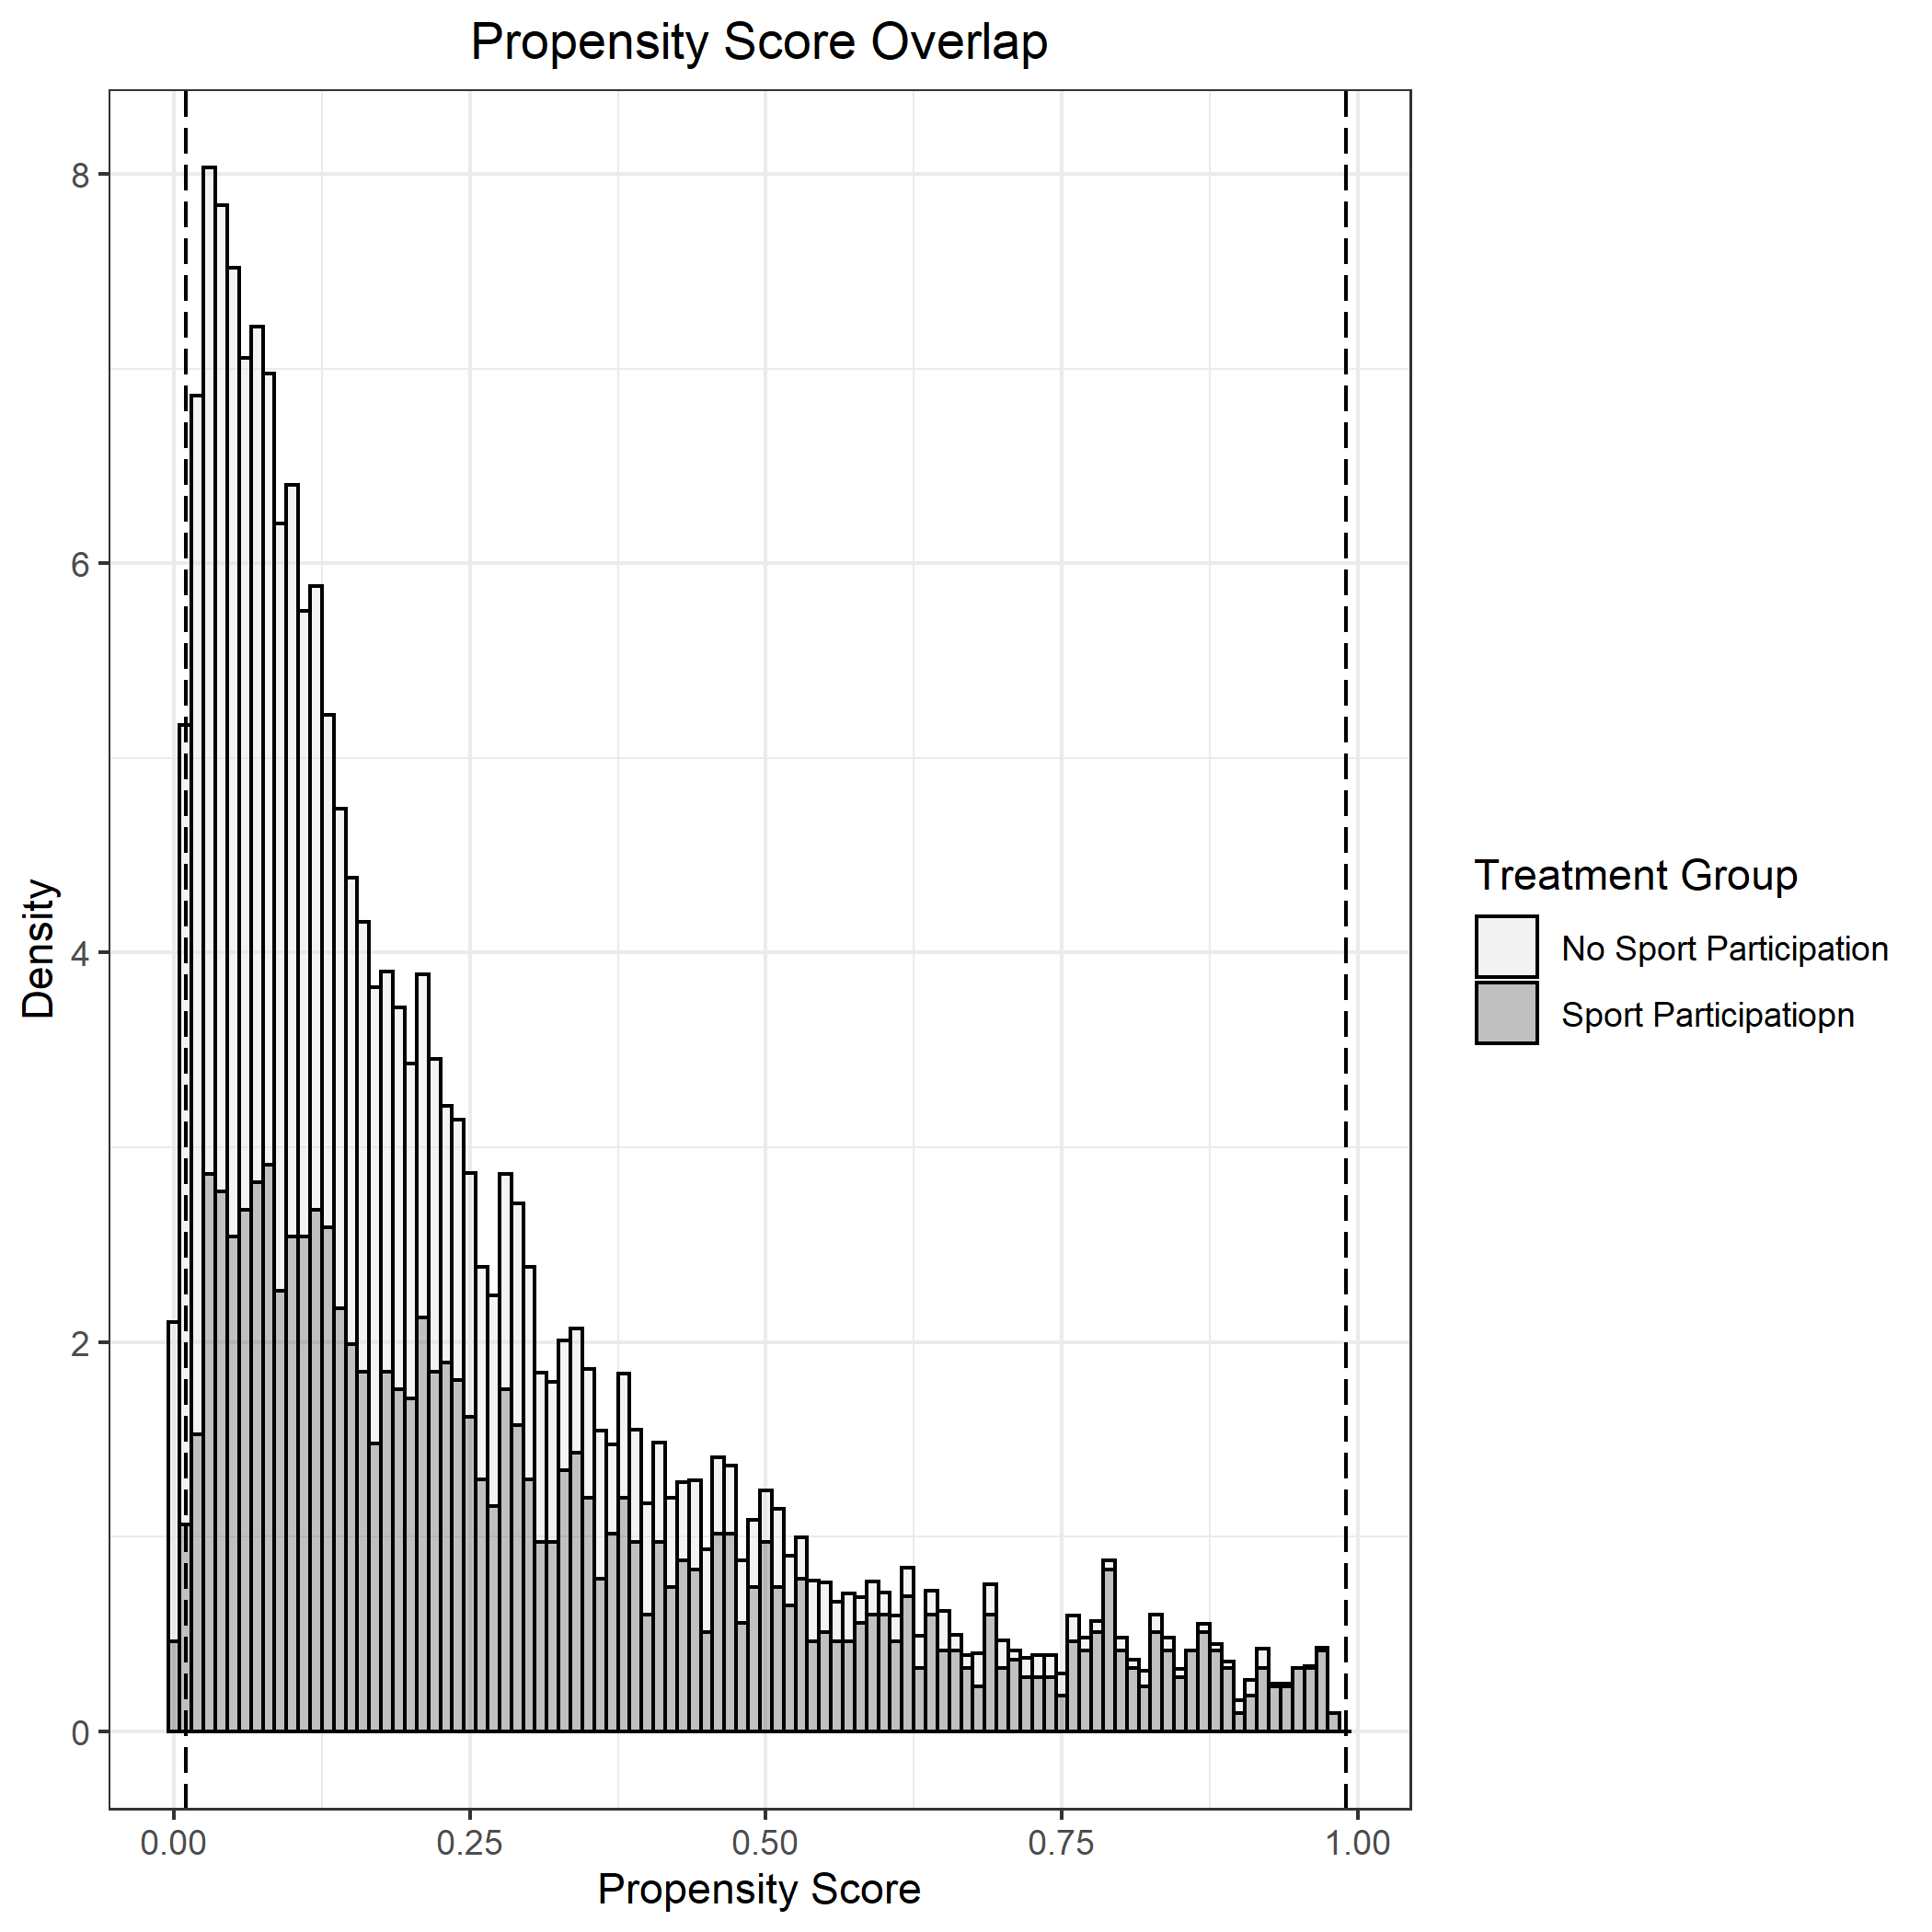 Propensity Score Overlap
8
6
4
2
0
Density
0.00
0.25
0.50
0.75
1.00
Propensity Score
Treatment Group
No Sport Participation
Sport Participatiopn